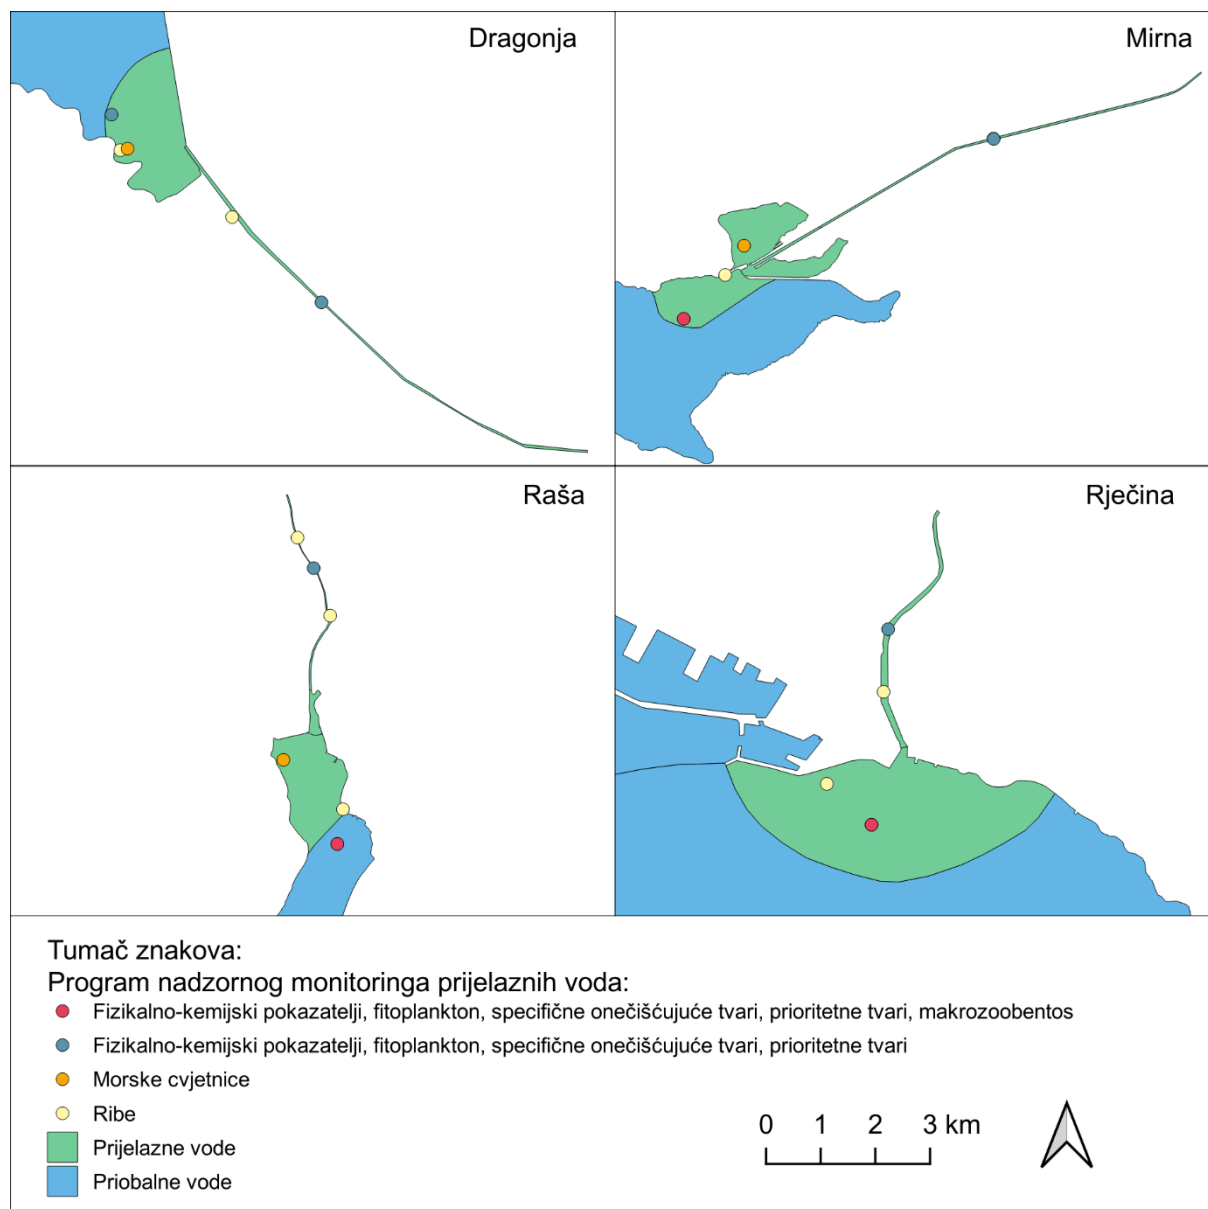 Dragonja
Mirna
Raša
Rječina
Tumač znakova:
Program nadzornog monitoringa prijelaznih voda:
Fizikalno-kemijski pokazatelji, fitoplankton, specifične onečišćujuće tvari, prioritetne tvari, makrozoobentos
Fizikalno-kemijski pokazatelji, fitoplankton, specifične onečišćujuće tvari, prioritetne tvari
Morske cvjetnice
Ribe
Prijelazne vode
Priobalne vode
0 1 2 3 km